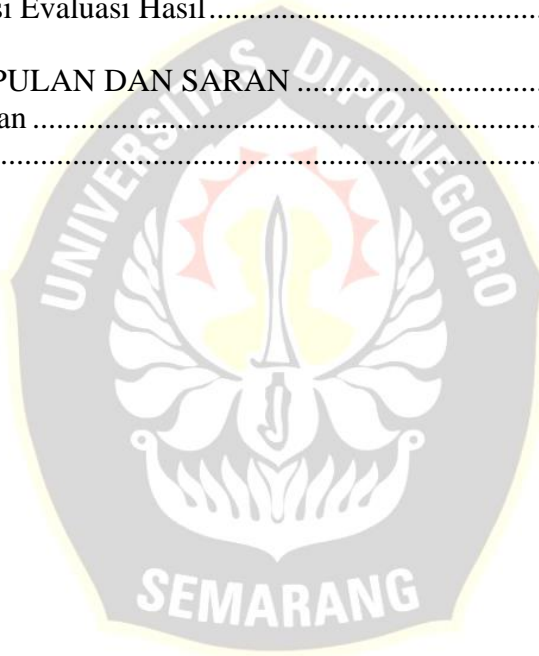 si Evaluasi Hasil........................................
PULAN DAN SARAN.............................
an.................................................................
......................................................................
UNIVERSITAS DIPONEGORO
SEMARANG